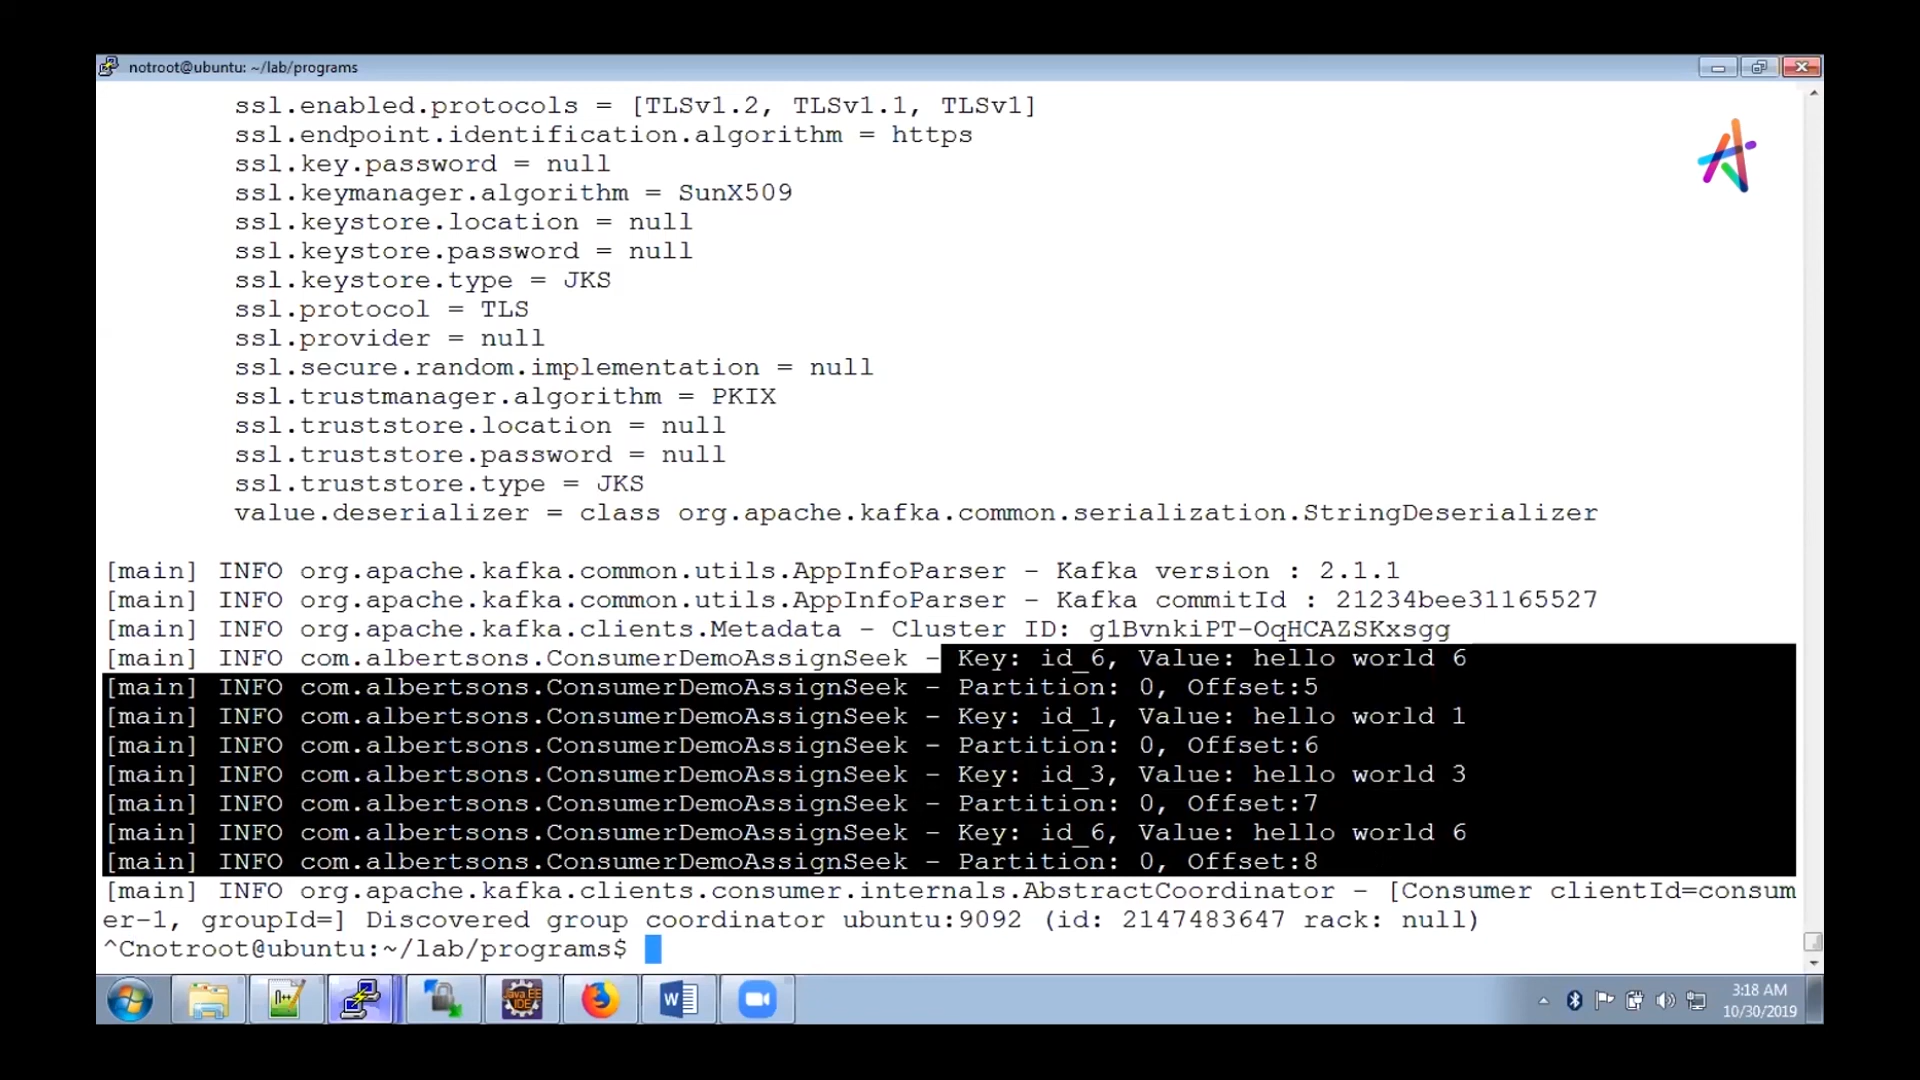 notroot@ubuntu: ~/lab/programs
ssl.enabled.protocols = [TLSv1.2, TLSv1.1, TLSv1]
ssl.endpoint.identification.algorithm = https
ssl.key.password = null
ssl.keymanager.algorithm = SunX509
ssl.keystore.location = null
ssl.keystore.password = null
ssl.keystore.type = JKS
ssl.protocol = TLS
ssl.provider = null
ssl.secure.random.implementation = null
ssl.trustmanager.algorithm = PKIX
ssl.truststore.location = null
ssl.truststore.password = null
ssl.truststore.type = JKS
value.deserializer = class org.apache.kafka.common.serialization.StringDeserializer
[main] INFO org.apache.kafka.common.utils.AppInfoParser - Kafka version : 2.1.1
[main] INFO org.apache.kafka.common.utils.AppInfoParser - Kafka commitId : 21234bee31165527
[main] INFO org.apache.kafka.clients.Metadata - Cluster ID: g1BvnkiPT-OqHCAZSKxsgg
[main] INFO com.albertsons.ConsumerDemoAssignSeek - Key: id_6, Value: hello world 6
[main] INFO com.albertsons.ConsumerDemoAssignSeek - Partition: 0, Offset:5
[main] INFO com.albertsons.ConsumerDemoAssignSeek - Key: id_1, Value: hello world 1
[main] INFO com.albertsons.ConsumerDemoAssignSeek - Partition: 0, Offset:6
[main] INFO com.albertsons.ConsumerDemoAssignSeek - Key: id_3, Value: hello world 3
[main] INFO com.albertsons.ConsumerDemoAssignSeek - Partition: 0, Offset:7
[main] INFO com.albertsons.ConsumerDemoAssignSeek - Key: id_6, Value: hello world 6
[main] INFO com.albertsons.ConsumerDemoAssignSeek - Partition: 0, Offset:8
[main] INFO org.apache.kafka.clients.consumer.internals.AbstractCoordinator - [Consumer clientId=consum
er-1, groupId=] Discovered group coordinator ubuntu:9092 (id: 2147483647 rack: null)
^Cnotroot@ubuntu:~/lab/programs$
Java EE
IDE
W
3:18 AM
10/30/2019